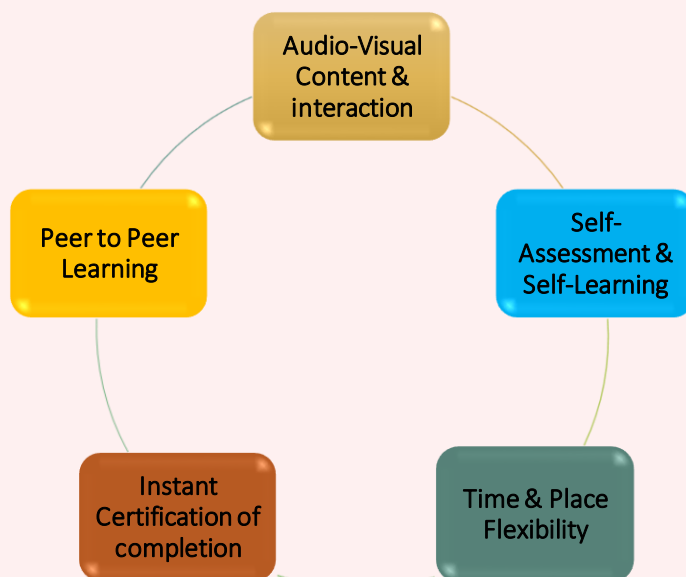 Audio-Visual
Content &
interaction
Self-
Assessment &
Self-Learning
Time & Place
Flexibility
Instant
Certification of
completion
Peer to Peer
Learning